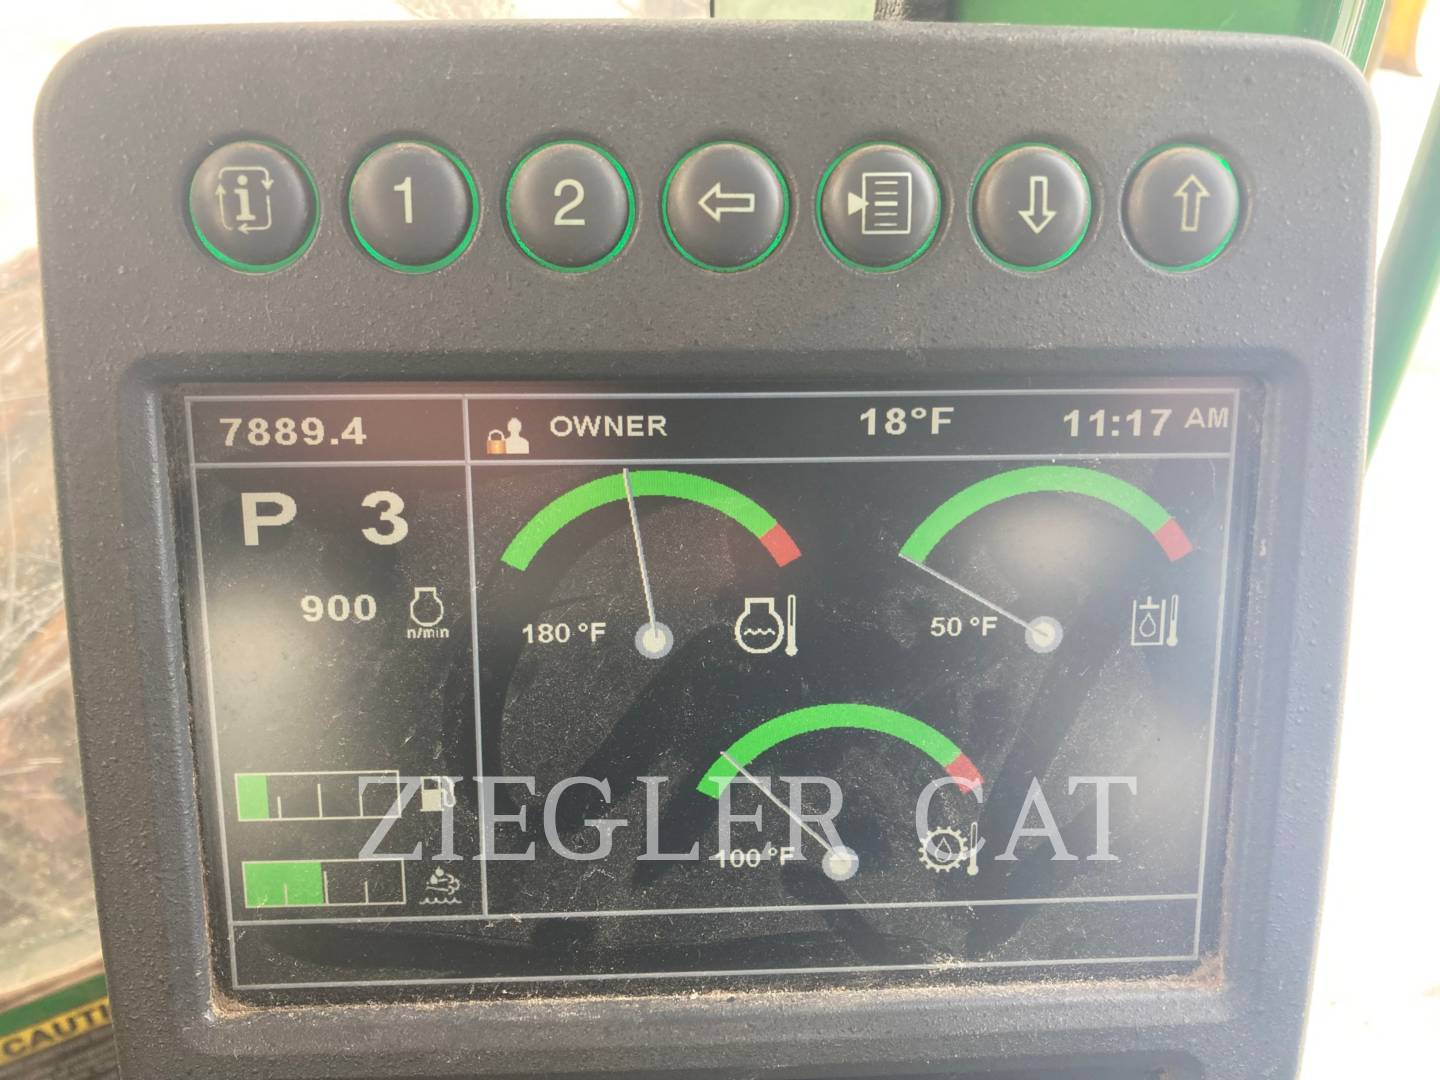 1
2
7889.4
OWNER
18°F
11:17 AM
P 3
900
n/min
180 °F
50 °F
100 °F
ZIEGLER CAT
CAUTI